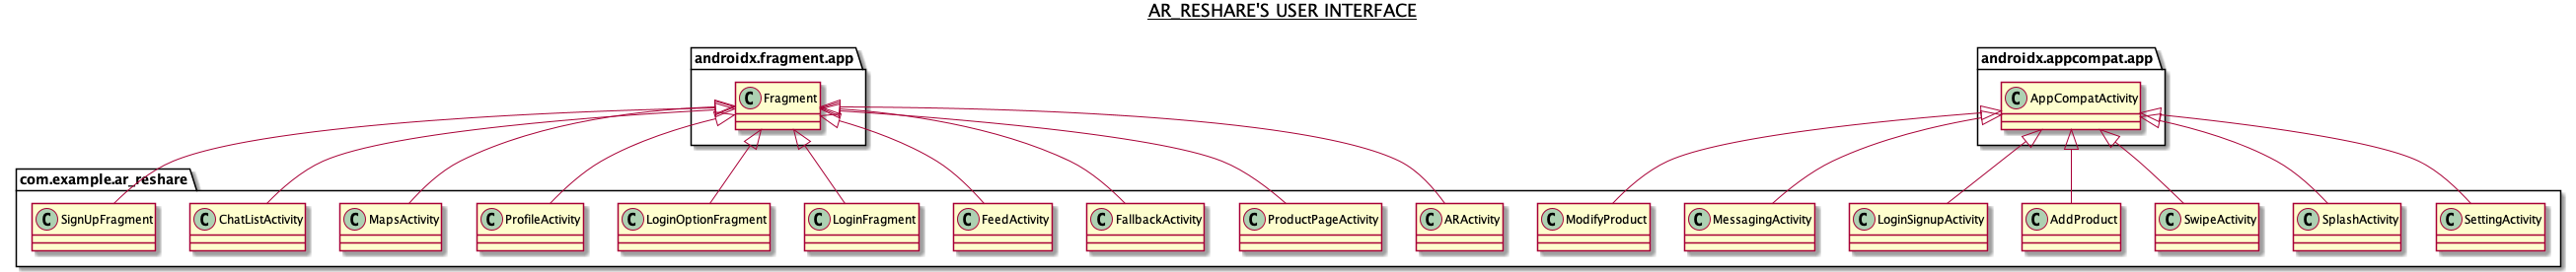 AR_RESHARE'S USER INTERFACE
androidx.fragment.app
androidx.appcompat.app
C Fragment
C AppCompatActivity
com.example.ar_reshare
C SignUpFragment
C ChatListActivity
C MapsActivity
C ProfileActivity
C LoginOptionFragment
C LoginFragment
C FeedActivity
C FallbackActivity
C ProductPageActivity
C ARActivity
C ModifyProduct
C MessagingActivity
C LoginSignupActivity
C AddProduct
C SwipeActivity
C SplashActivity
C SettingActivity